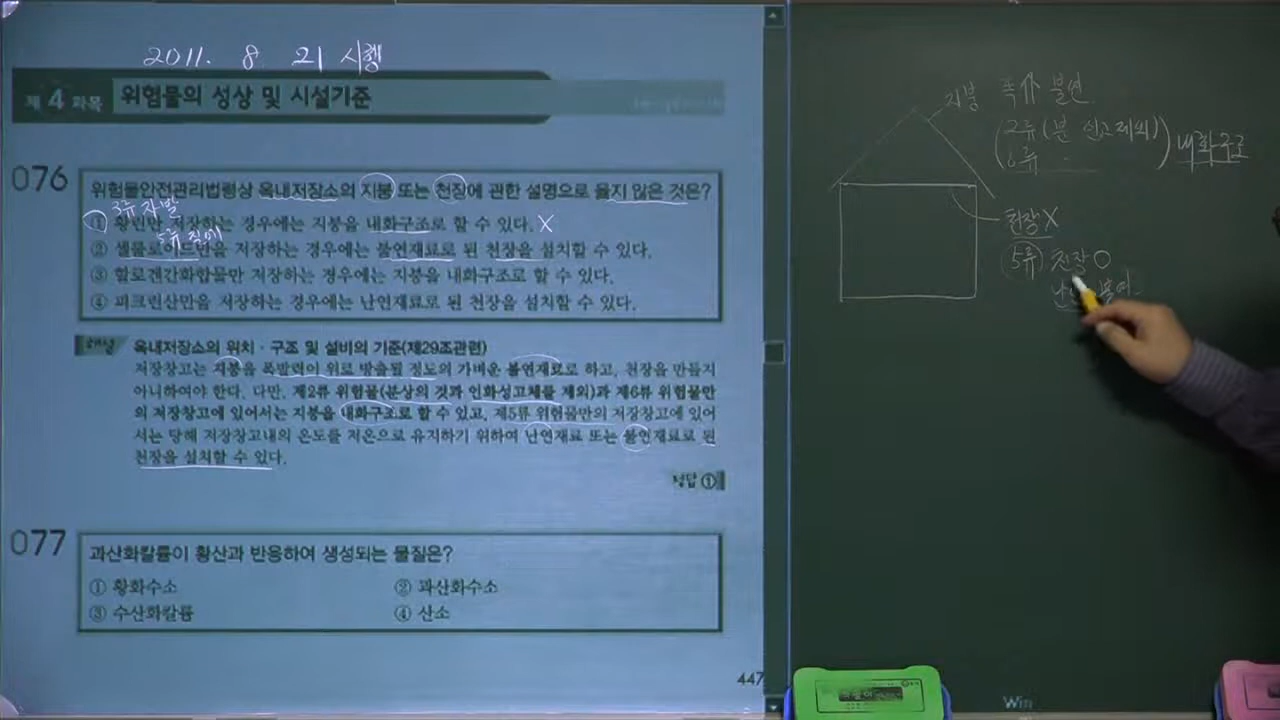 2011. 8 21 시행
제 4 과목 위험물의 성상 및 시설기준
076
위험물안전관리법령상 옥내저장소의 지붕 또는 천장에 관한 설명으로 옳지 않은 것은?
3류 자발
① 황린만 저장하는 경우에는 지붕을 내화구조로 할 수 있다. X
5류 질에
② 셀룰로이드만을 저장하는 경우에는 불연재료로 된 천장을 설치할 수 있다.
③ 할로겐간화합물만 저장하는 경우에는 지붕을 내화구조로 할 수 있다.
④ 피크린산만을 저장하는 경우에는 난연재료로 된 천장을 설치할 수 있다.
해설 옥내저장소의 위치·구조 및 설비의 기준(제29조관련)
저장창고는 지붕을 폭발력이 위로 방출될 정도의 가벼운 불연재료로 하고, 천장을 만들지
아니하여야 한다. 다만, 제2류 위험물(분상의 것과 인화성고체를 제외)과 제6류 위험물만
의 저장창고에 있어서는 지붕을 내화구조로 할 수 있고, 제5류 위험물만의 저장창고에 있어
서는 당해 저장창고내의 온도를 저온으로 유지하기 위하여 난연재료 또는 불연재료로 된
천장을 설치할 수 있다.
정답 ①
077
과산화칼륨이 황산과 반응하여 생성되는 물질은?
① 황화수소 ② 과산화수소
③ 수산화칼륨 ④ 산소
447
지붕 폭 불연
2류(분 인고제외)
6류
내화구조
천장 X
5류 천장 O
난
Win